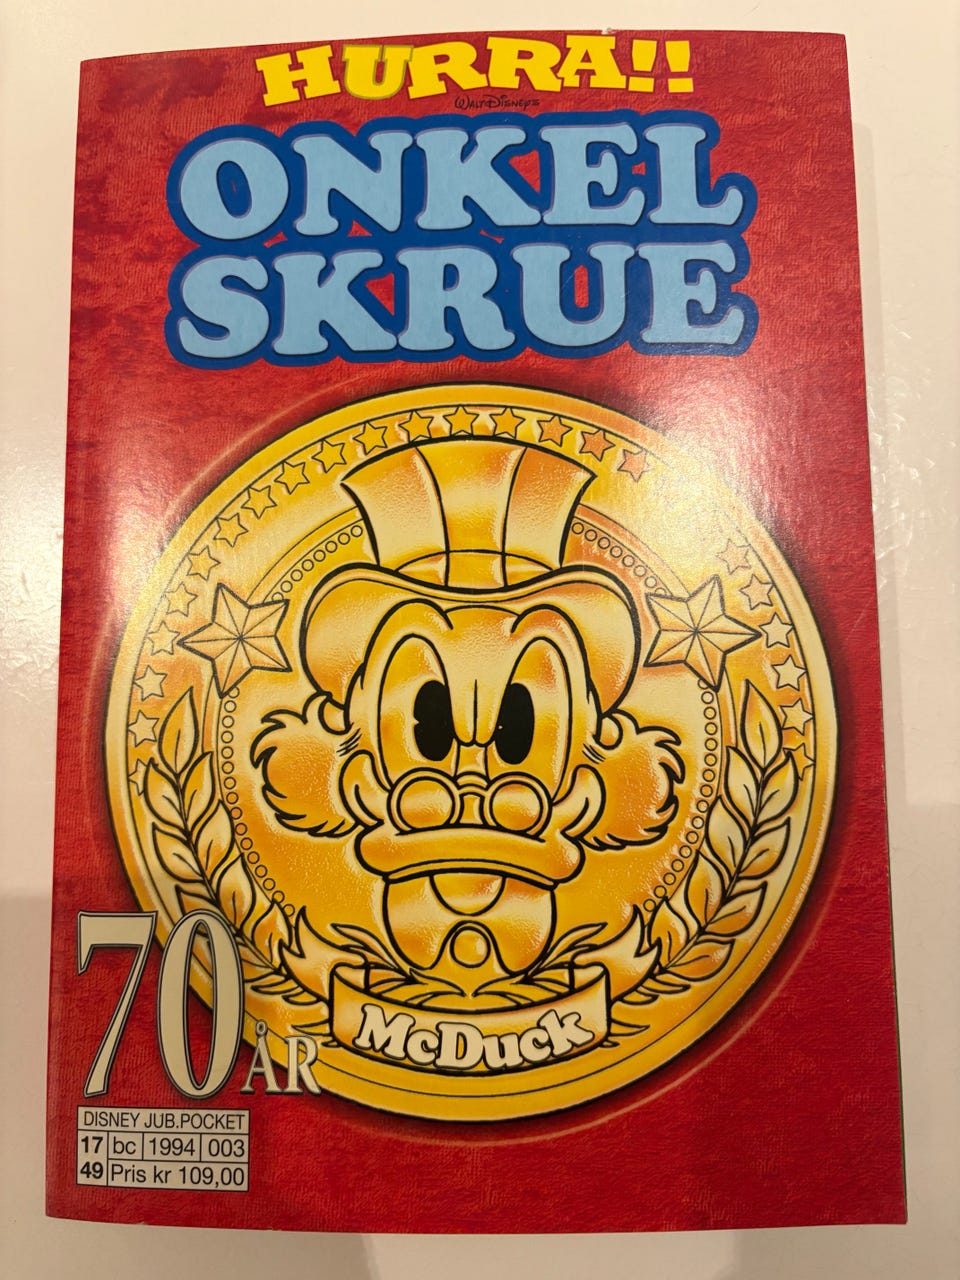 HURRA!!
WALT DISNEY'S
ONKEL
SKRUE
McDuck
70 ÅR
DISNEY JUB.POCKET
17 bc 1994 003
49 Pris kr 109,00